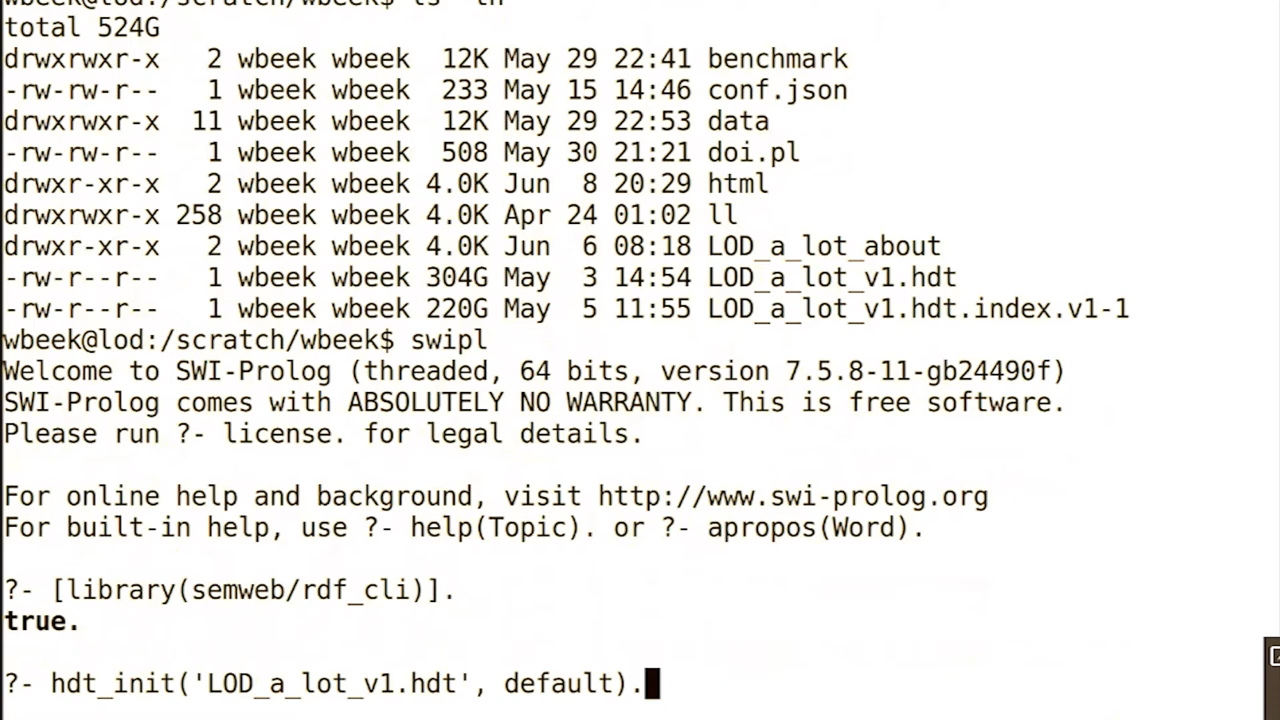 wbeek@lod:/scratch/wbeek$ ls -lh
total 524G
drwxrwxr-x   2 wbeek wbeek  12K May 29 22:41 benchmark
-rw-rw-r--   1 wbeek wbeek  233 May 15 14:46 conf.json
drwxrwxr-x  11 wbeek wbeek  12K May 29 22:53 data
-rw-rw-r--   1 wbeek wbeek  508 May 30 21:21 doi.pl
drwxr-xr-x   2 wbeek wbeek 4.0K Jun  8 20:29 html
drwxrwxr-x 258 wbeek wbeek 4.0K Apr 24 01:02 ll
drwxr-xr-x   2 wbeek wbeek 4.0K Jun  6 08:18 LOD_a_lot_about
-rw-r--r--   1 wbeek wbeek 304G May  3 14:54 LOD_a_lot_v1.hdt
-rw-r--r--   1 wbeek wbeek 220G May  5 11:55 LOD_a_lot_v1.hdt.index.v1-1
wbeek@lod:/scratch/wbeek$ swipl
Welcome to SWI-Prolog (threaded, 64 bits, version 7.5.8-11-gb24490f)
SWI-Prolog comes with ABSOLUTELY NO WARRANTY. This is free software.
Please run ?- license. for legal details.
For online help and background, visit http://www.swi-prolog.org
For built-in help, use ?- help(Topic). or ?- apropos(Word).
?- [library(semweb/rdf_cli)].
true.
?- hdt_init('LOD_a_lot_v1.hdt', default).